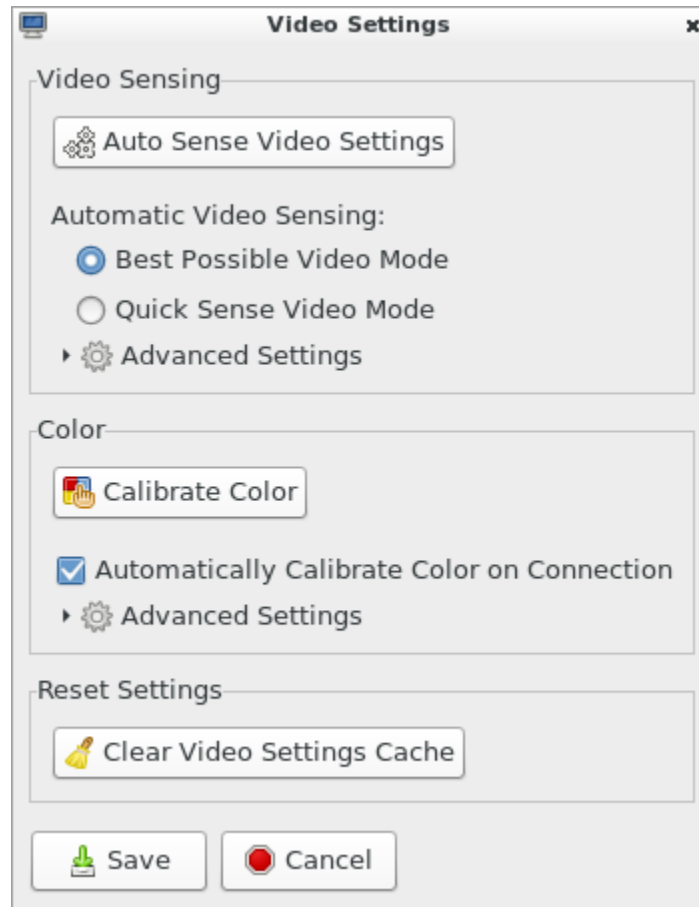 Video Settings
Video Sensing
Auto Sense Video Settings
Automatic Video Sensing:
Best Possible Video Mode
Quick Sense Video Mode
Advanced Settings
Color
Calibrate Color
Automatically Calibrate Color on Connection
Advanced Settings
Reset Settings
Clear Video Settings Cache
Save Cancel